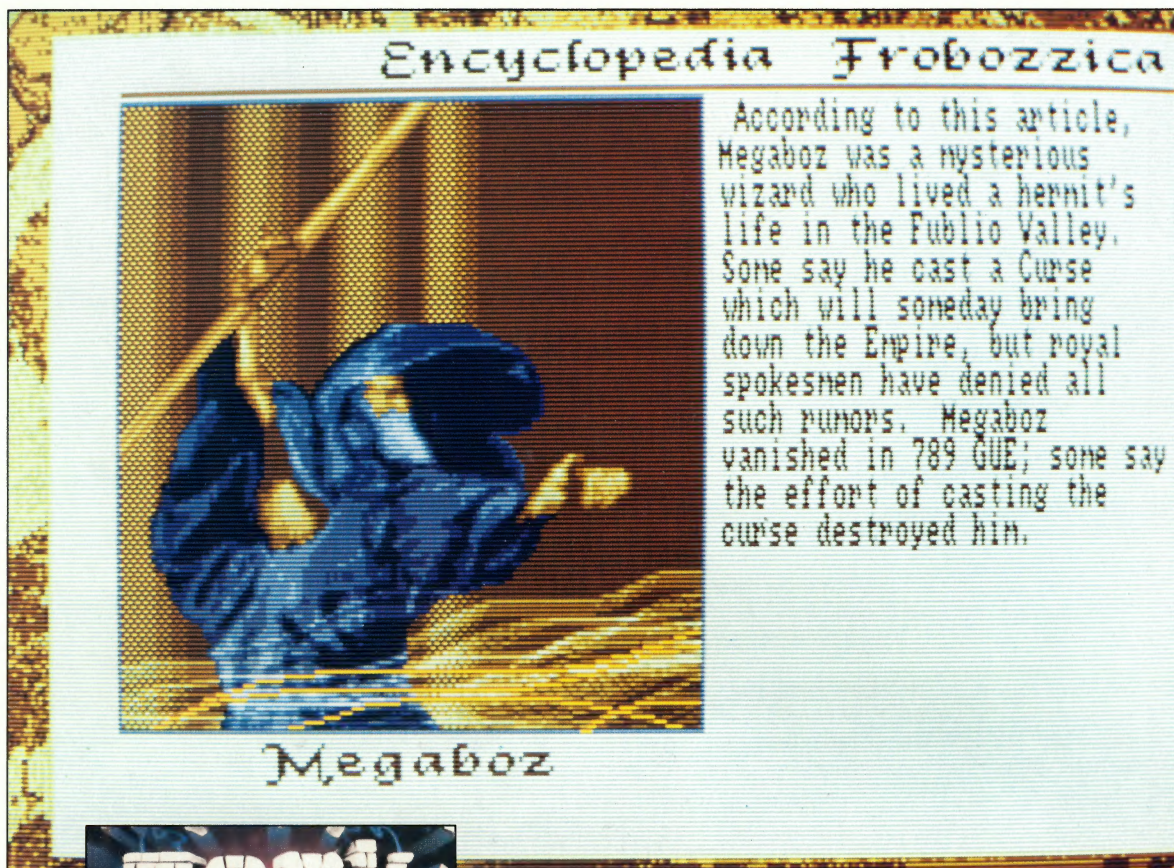 Encyclopedia Frobozzica
According to this article,
Megaboz was a mysterious
wizard who lived a hermit's
life in the Fublio Valley.
Some say he cast a Curse
which will someday bring
down the Empire, but royal
spokesmen have denied all
such rumors. Megaboz
vanished in 789 GUE; some say
the effort of casting the
curse destroyed him.
Megaboz